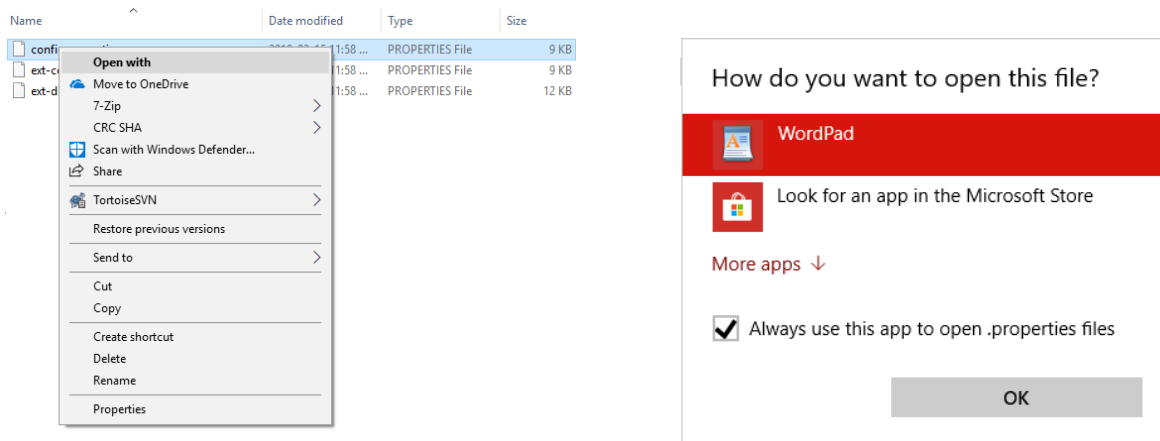 Name Date modified Type Size
PROPERTIES File 9 KB
11:58 ... PROPERTIES File 9 KB
11:58 ... PROPERTIES File 12 KB
Open with
Move to OneDrive
7-Zip
CRC SHA
Scan with Windows Defender...
Share
TortoiseSVN
Restore previous versions
Send to
Cut
Copy
Create shortcut
Delete
Rename
Properties
How do you want to open this file?
WordPad
Look for an app in the Microsoft Store
More apps
Always use this app to open .properties files
OK